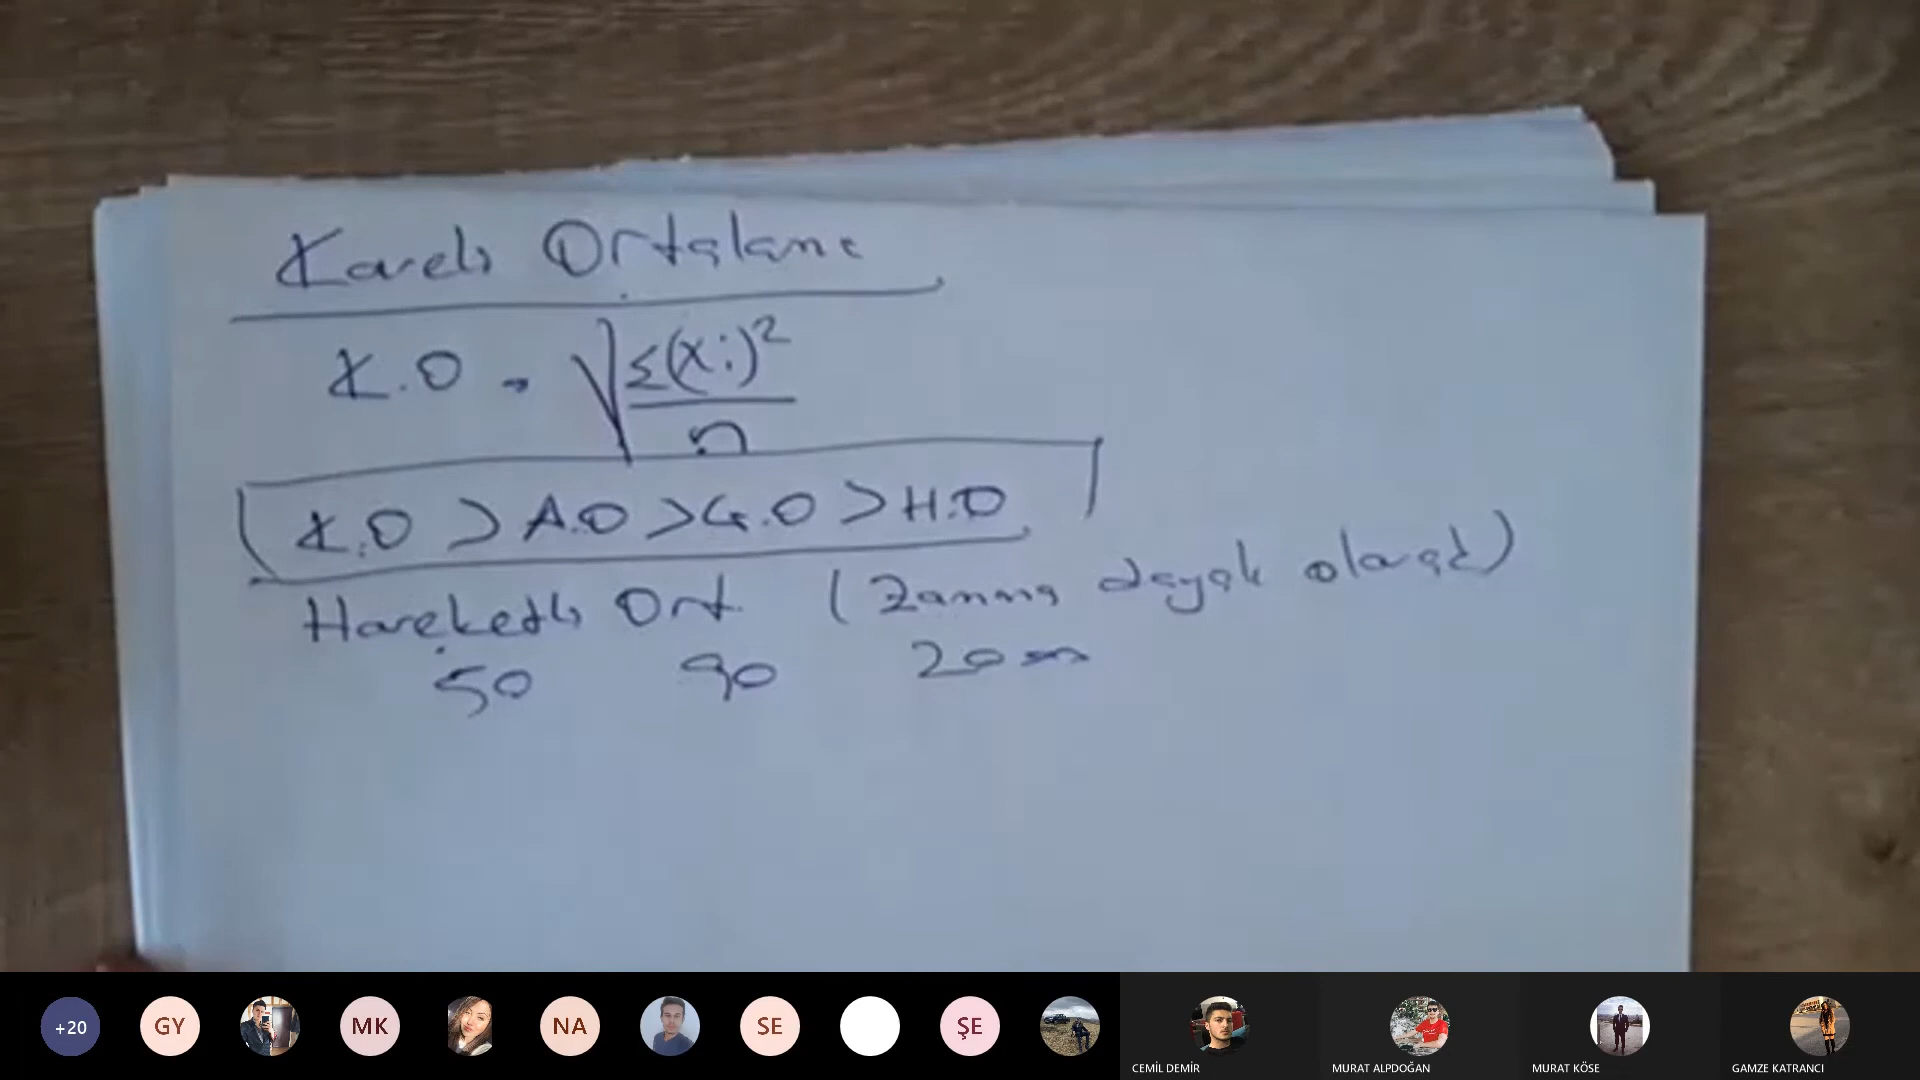 Kareli Ortalama
K.O = √Σ(xi)²
n
K.O > A.O > G.O > H.O
Hareketli Ort. (Zamana dayalı olarak)
50 90 20
+20 GY MK NA SE ŞE
CEMİL DEMİR MURAT ALPDOĞAN MURAT KÖSE GAMZE KATRANCI